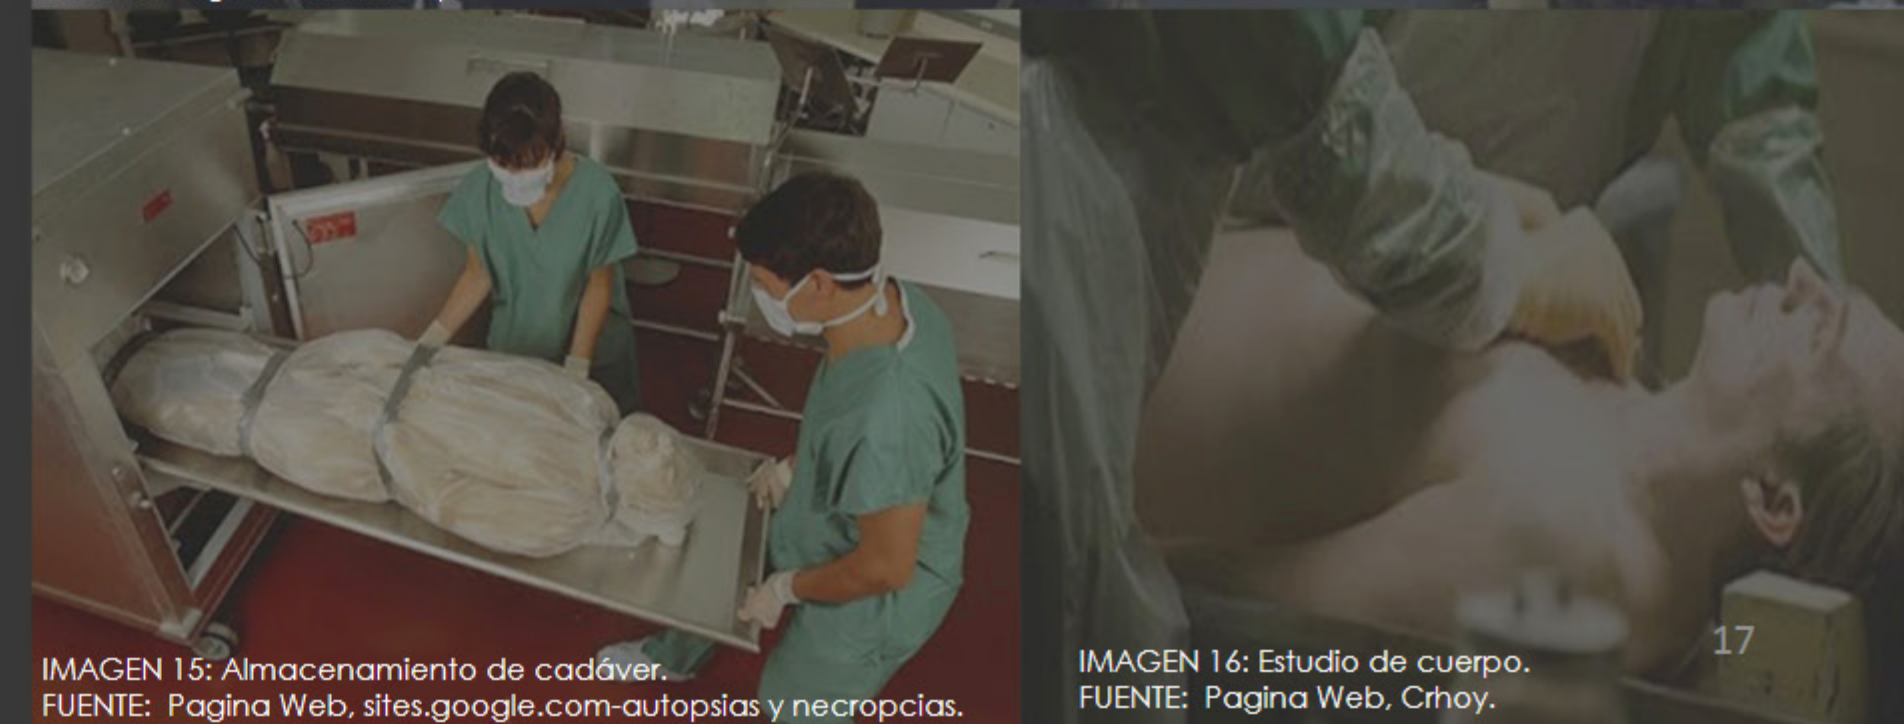 IMAGEN 15: Almacenamiento de cadáver.
FUENTE:  Pagina Web, sites.google.com-autopsias y necropcias.
IMAGEN 16: Estudio de cuerpo.
FUENTE:  Pagina Web, Crhoy.
17